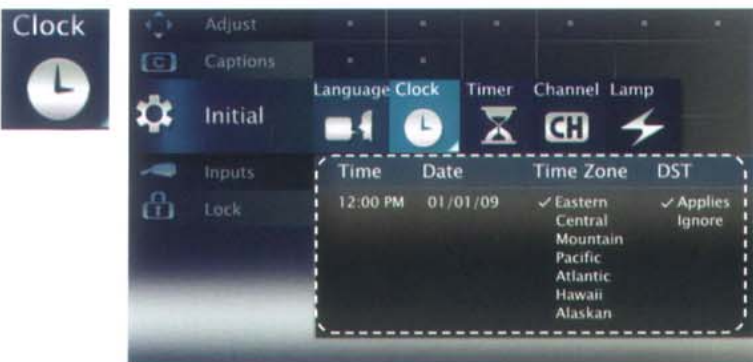 Clock
Adjust
Captions
Initial
Language Clock Timer Channel Lamp
CH
Inputs
Lock
Time Date Time Zone DST
12:00 PM 01/01/09 ✓ Eastern ✓ Applies
Central Ignore
Mountain
Pacific
Atlantic
Hawaii
Alaskan